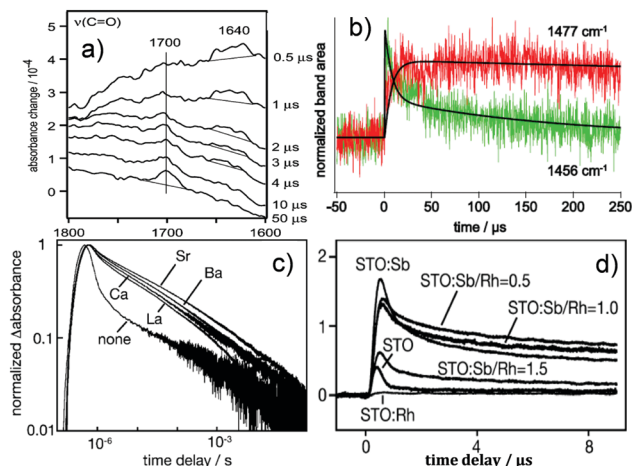 a)
ν(C=O)
1700
1640
0.5 μs
1 μs
2 μs
3 μs
4 μs
10 μs
50 μs
absorbance change / 10⁻⁴
5
4
3
2
1
0
1800
1700
1600
b)
1477 cm⁻¹
1456 cm⁻¹
normalized band area
-50
0
50
100
150
200
250
time / μs
c)
Sr
Ba
Ca
La
none
normalized Δabsorbance
1
0.1
0.01
10⁻⁶
10⁻³
time delay / s
d)
STO:Sb
STO:Sb/Rh=0.5
STO:Sb/Rh=1.0
STO
STO:Sb/Rh=1.5
STO:Rh
2
1
0
0
4
8
time delay / μs